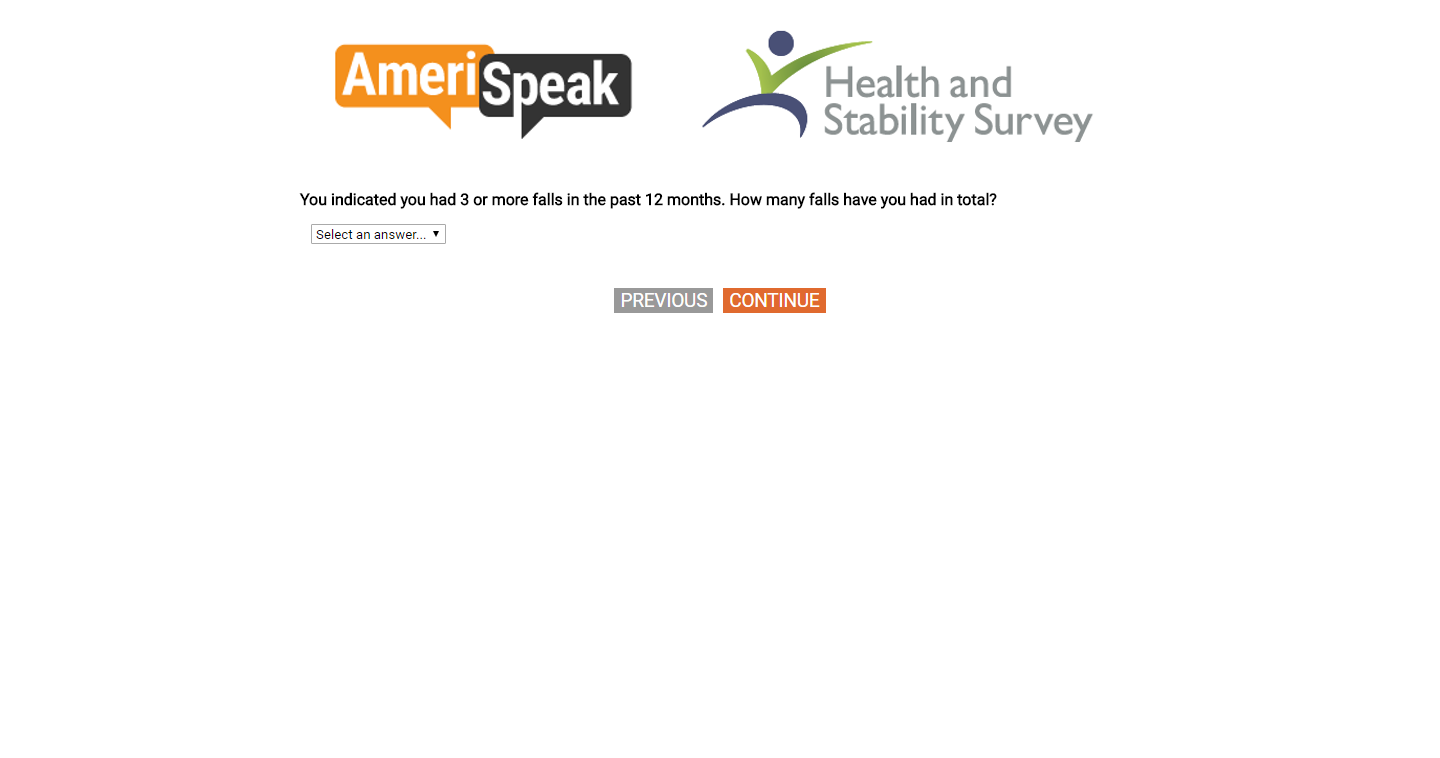 AmeriSpeak
Health and
Stability Survey
You indicated you had 3 or more falls in the past 12 months. How many falls have you had in total?
Select an answer...
PREVIOUS CONTINUE